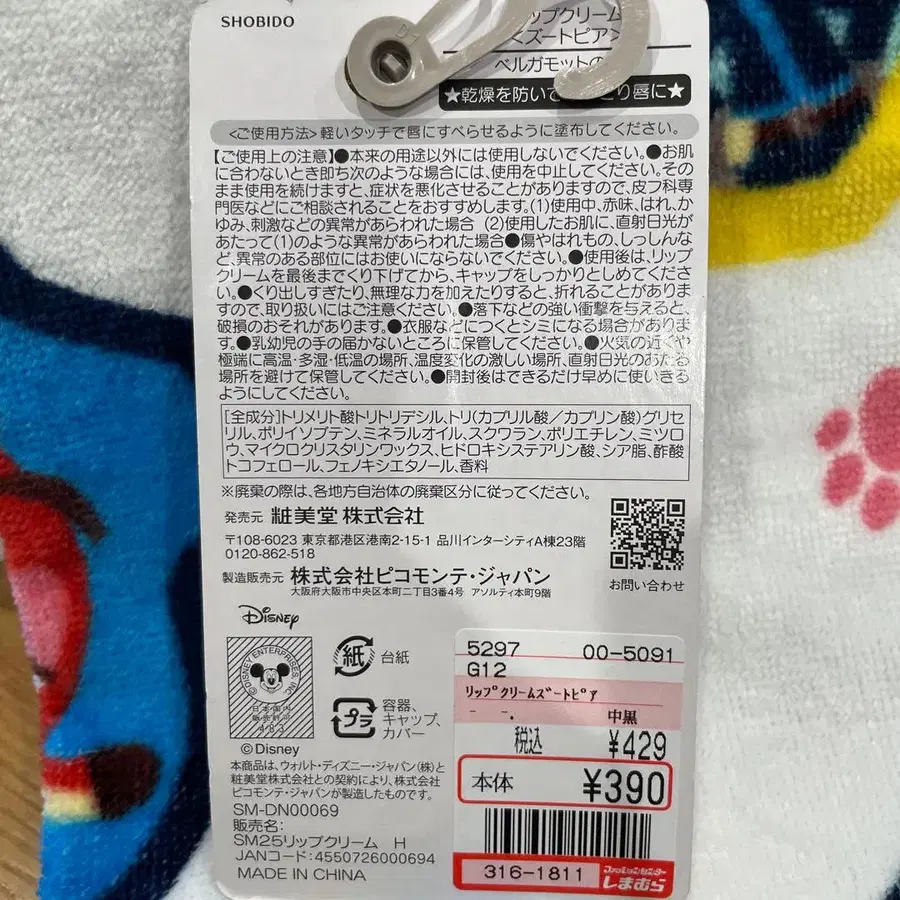 SHOBIDO
リップクリーム
<ズートピア>
ベルガモットの
★乾燥を防いで り唇に★
<ご使用方法>軽いタッチで唇にすべらせるように塗布してください。
【ご使用上の注意】●本来の用途以外には使用しないでください。●お肌
に合わないとき即ち次のような場合には、使用を中止してください。その
まま使用を続けますと、症状を悪化させることがありますので、皮フ科専
門医などにご相談されることをおすすめします。(1)使用中、赤味、はれ、か
ゆみ、刺激などの異常があらわれた場合 (2)使用したお肌に、直射日光が
あたって(1)のような異常があらわれた場合●傷やはれもの、しっしんな
ど、異常のある部位にはお使いにならないでください。●使用後は、リップ
クリームを最後までくり下げてから、キャップをしっかりとしめてくださ
い。●くり出しすぎたり、無理な力を加えたりすると、折れることがありま
すので、取り扱いにはご注意ください。●落下などの強い衝撃を与えると、
破損のおそれがあります。●衣服などにつくとシミになる場合がありま
す。●乳幼児の手の届かないところに保管してください。●火気の近くや
極端に高温・多湿・低温の場所、温度変化の激しい場所、直射日光のあたる
場所を避けて保管してください。●開封後はできるだけ早めに使いきる
ようにしてください。
[全成分]トリメリト酸トリトリデシル、トリ(カプリル酸/カプリン酸)グリセ
リル、ポリイソブテン、ミネラルオイル、スクワラン、ポリエチレン、ミツロ
ウ、マイクロクリスタリンワックス、ヒドロキシステアリン酸、シア脂、酢酸
トコフェロール、フェノキシエタノール、香料
※廃棄の際は、各地方自治体の廃棄区分に従ってください。
発売元 粧美堂 株式会社
〒108-6023 東京都港区港南2-15-1 品川インターシティA棟23階
0120-862-518
お問い合わせ
製造販売元 株式会社ピコモンテ・ジャパン
大阪府大阪市中央区本町二丁目3番4号 アソルティ本町9階
Disney
©DISNEY ENTERPRISES, INC.
日本国内
販売許可
483
紙 台紙
プラ 容器、
キャップ、
カバー
©Disney
本商品は、ウォルト・ディズニー・ジャパン(株)と
粧美堂株式会社との契約により、株式会社
ピコモンテ・ジャパンが製造したものです。
SM-DN00069
販売名:
SM25リップクリーム H
JANコード:4550726000694
MADE IN CHINA
5297 00-5091
G12
リップクリームズートピア
- -. 中黒
税込 ¥429
本体 ¥390
316-1811
ファッションセンター
しまむら